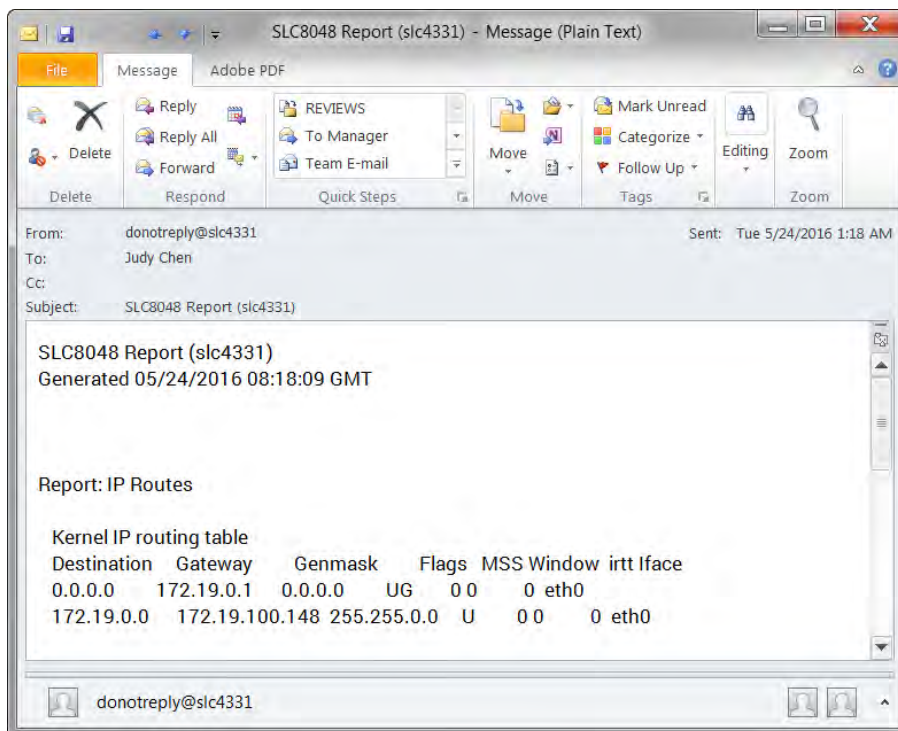 SLC8048 Report (slc4331) - Message (Plain Text)
File Message Adobe PDF
Delete
Reply
Reply All
Forward
REVIEWS
To Manager
Team E-mail
Move
Mark Unread
Categorize
Follow Up
Editing
Zoom
Delete Respond Quick Steps Move Tags Zoom
From: donotreply@slc4331 Sent: Tue 5/24/2016 1:18 AM
To: Judy Chen
Cc:
Subject: SLC8048 Report (slc4331)
SLC8048 Report (slc4331)
Generated 05/24/2016 08:18:09 GMT
Report: IP Routes
Kernel IP routing table
Destination Gateway Genmask Flags MSS Window irtt Iface
0.0.0.0 172.19.0.1 0.0.0.0 UG 0 0 0 eth0
172.19.0.0 172.19.100.148 255.255.0.0 U 0 0 0 eth0
donotreply@slc4331